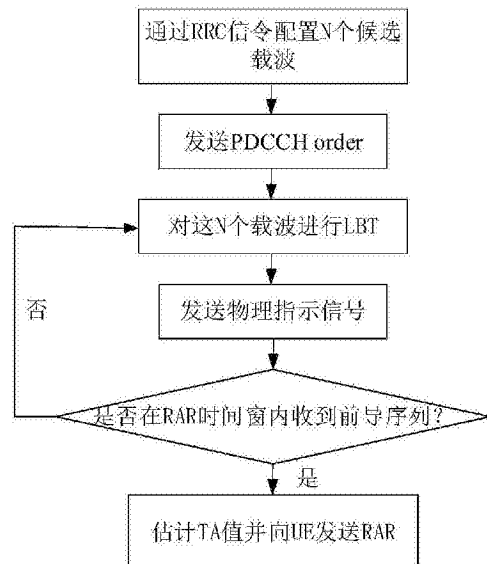 通过RRC信令配置N个候选
载波
发送PDCCH order
对这N个载波进行LBT
发送物理指示信号
否
是否在RAR时间窗内收到前导序列?
是
估计TA值并向UE发送RAR